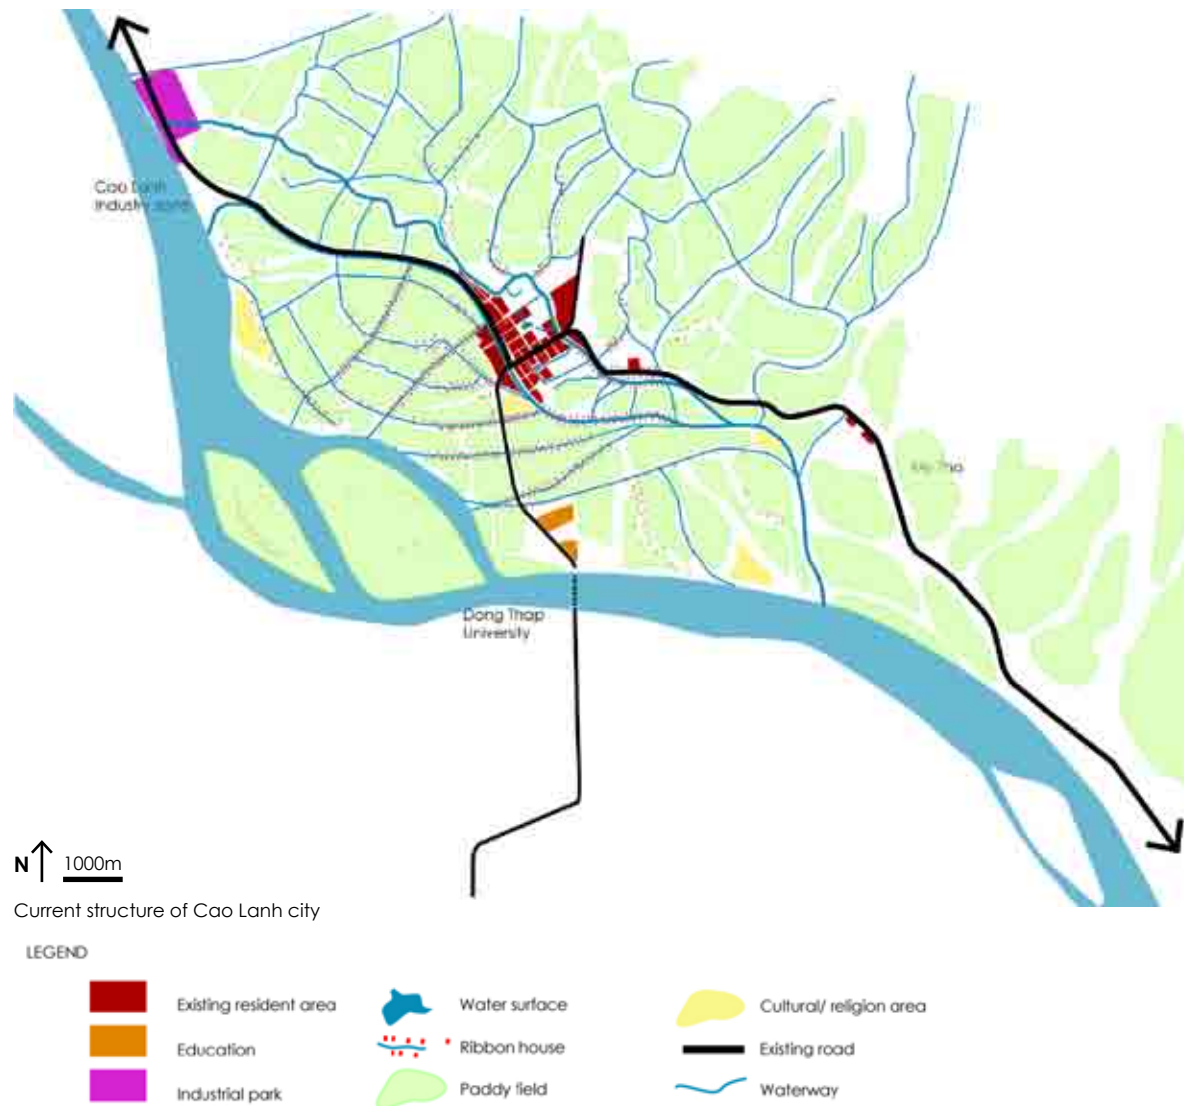 Cao Lanh
Industry zone
My Tho
Dong Thap
University
N 1000m
Current structure of Cao Lanh city
LEGEND
Existing resident area
Water surface
Cultural/ religion area
Education
Ribbon house
Existing road
Industrial park
Paddy field
Waterway